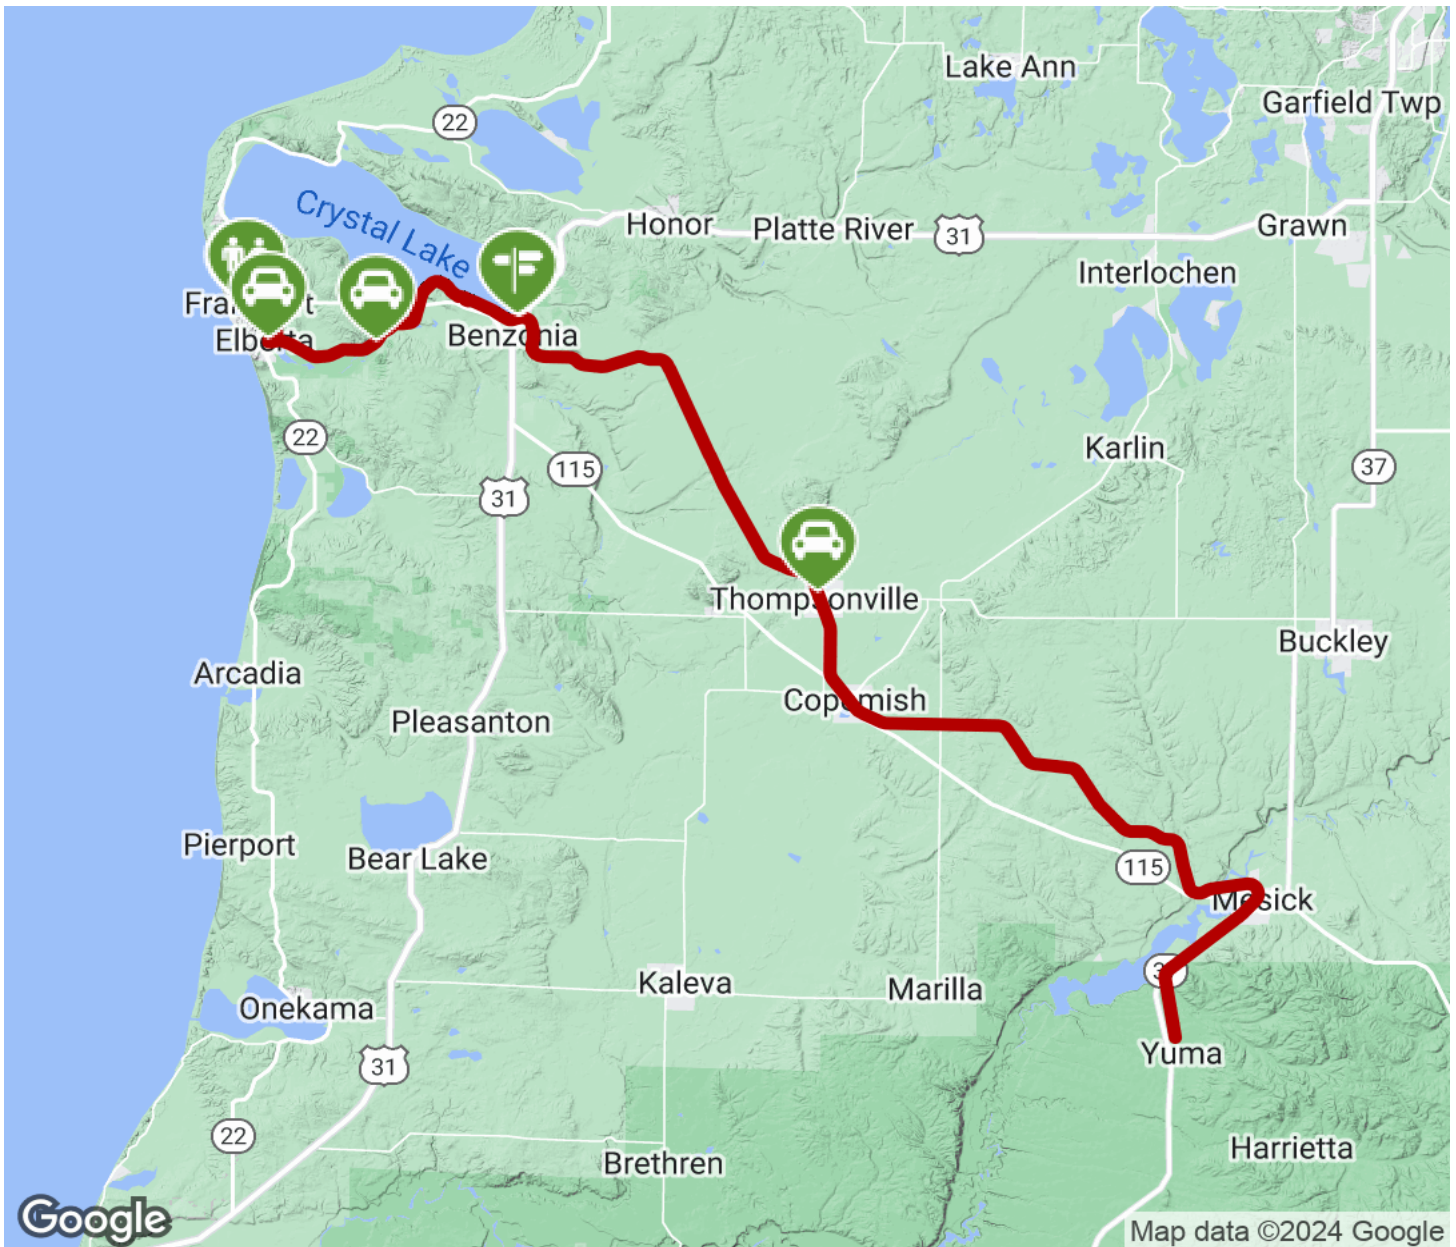 Lake Ann
Garfield Twp
22
Crystal Lake
Honor
Platte River
31
Grawn
Interlochen
Benzonia
22
115
31
Karlin
37
Thompsonville
Buckley
Arcadia
Copemish
Pleasanton
Pierport
Bear Lake
115
Mesick
Kaleva
Marilla
Onekama
31
Yuma
22
Brethren
Harrietta
Google
Map data ©2024 Google